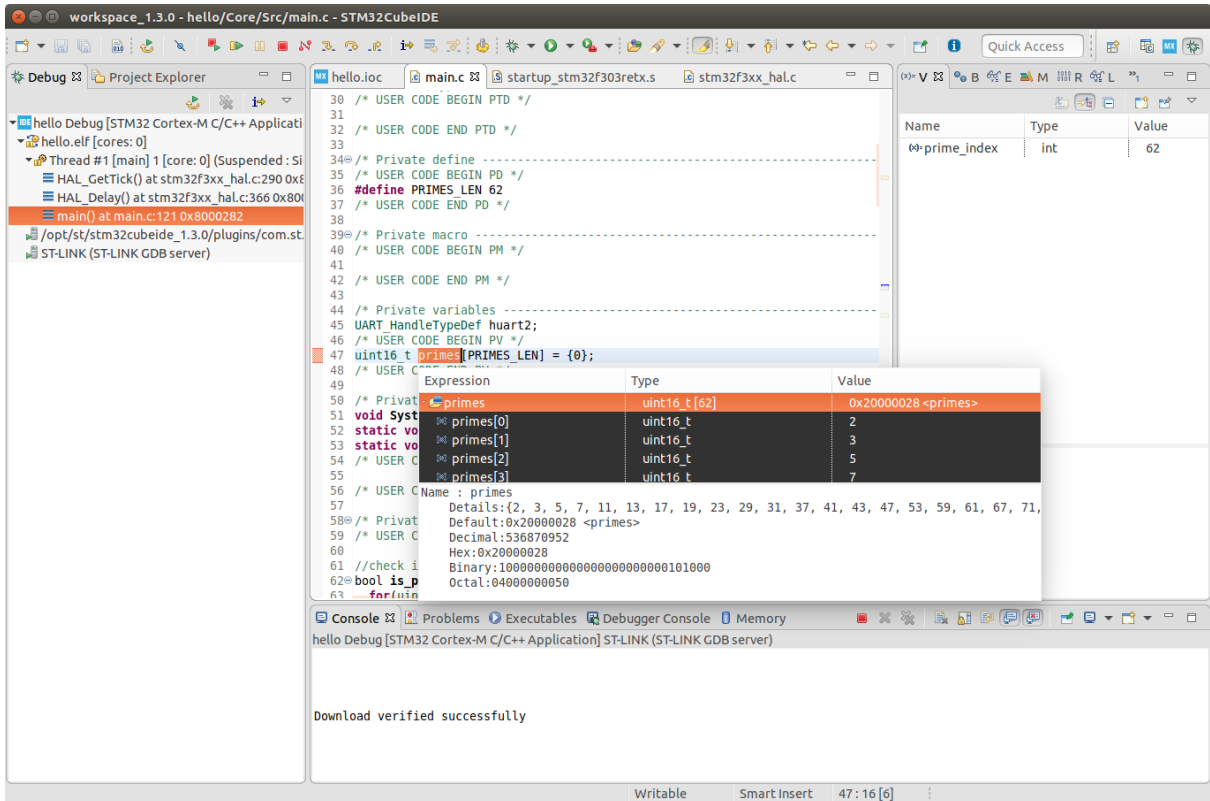 workspace_1.3.0 - hello/Core/Src/main.c - STM32CubeIDE
Quick Access
Debug
Project Explorer
hello Debug [STM32 Cortex-M C/C++ Applicati
hello.elf [cores: 0]
Thread #1 [main] 1 [core: 0] (Suspended : Si
HAL_GetTick() at stm32f3xx_hal.c:290 0x8
HAL_Delay() at stm32f3xx_hal.c:366 0x800
main() at main.c:121 0x8000282
/opt/st/stm32cubeide_1.3.0/plugins/com.st.
ST-LINK (ST-LINK GDB server)
hello.ioc
main.c
startup_stm32f303retx.s
stm32f3xx_hal.c
30 /* USER CODE BEGIN PTD */
31
32 /* USER CODE END PTD */
33
34 /* Private define ------------------------------------------------------------
35 /* USER CODE BEGIN PD */
36 #define PRIMES_LEN 62
37 /* USER CODE END PD */
38
39 /* Private macro -------------------------------------------------------------
40 /* USER CODE BEGIN PM */
41
42 /* USER CODE END PM */
43
44 /* Private variables ---------------------------------------------------------
45 UART_HandleTypeDef huart2;
46 /* USER CODE BEGIN PV */
47 uint16_t primes[PRIMES_LEN] = {0};
48 /* USER CODE END PV */
49
50 /* Privat
51 void Syst
52 static vo
53 static vo
54 /* USER C
55
56 /* USER C
57
58 /* Privat
59 /* USER C
60
61 //check i
62 bool is_p
63 for(uin
Expression Type Value
primes uint16_t [62] 0x20000028 <primes>
primes[0] uint16_t 2
primes[1] uint16_t 3
primes[2] uint16_t 5
primes[3] uint16_t 7
Name : primes
Details:{2, 3, 5, 7, 11, 13, 17, 19, 23, 29, 31, 37, 41, 43, 47, 53, 59, 61, 67, 71,
Default:0x20000028 <primes>
Decimal:536870952
Hex:0x20000028
Binary:100000000000000000000000101000
Octal:04000000050
V B E M R L
Name Type Value
prime_index int 62
Console Problems Executables Debugger Console Memory
hello Debug [STM32 Cortex-M C/C++ Application] ST-LINK (ST-LINK GDB server)
Download verified successfully
Writable Smart Insert 47 : 16 [6]